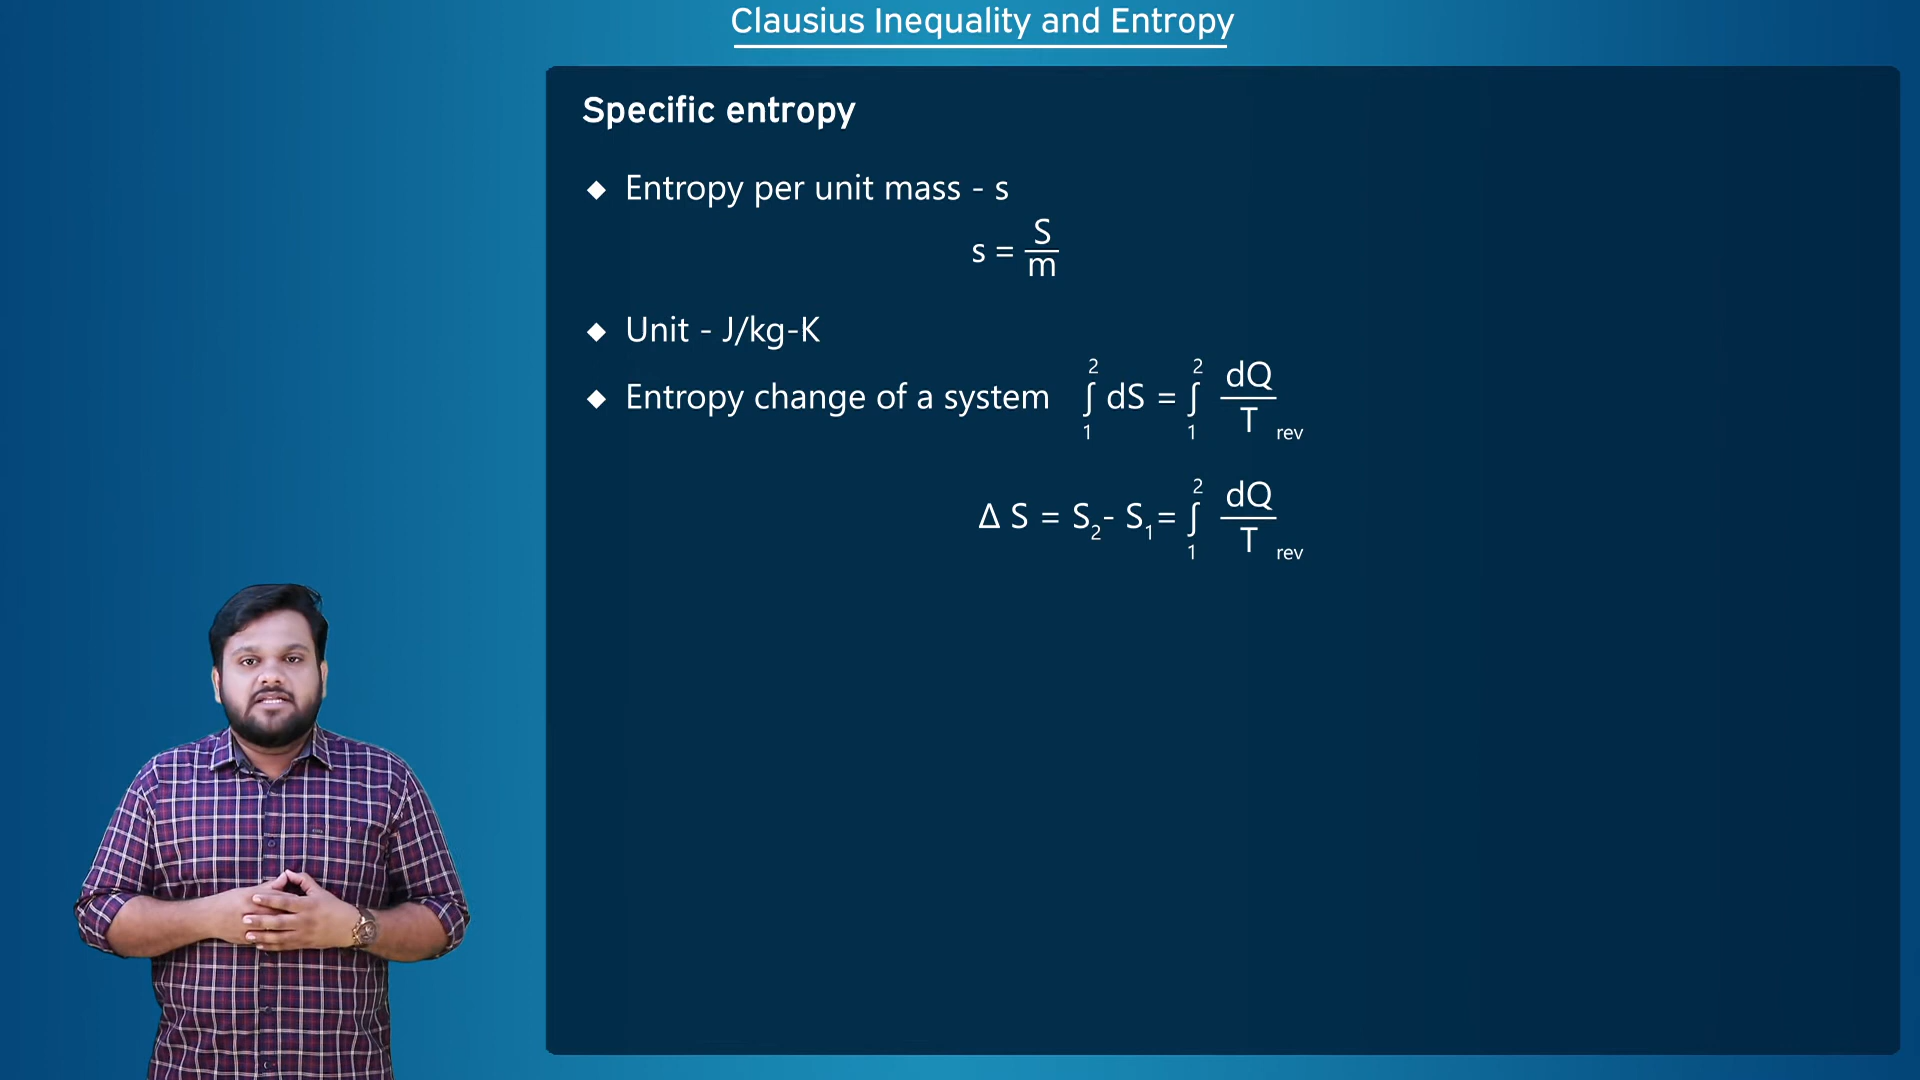 Clausius Inequality and Entropy
Specific entropy
◆ Entropy per unit mass - s
s = S/m
◆ Unit - J/kg-K
◆ Entropy change of a system ∫₁² dS = ∫₁² dQ/T rev
Δ S = S₂- S₁= ∫₁² dQ/T rev